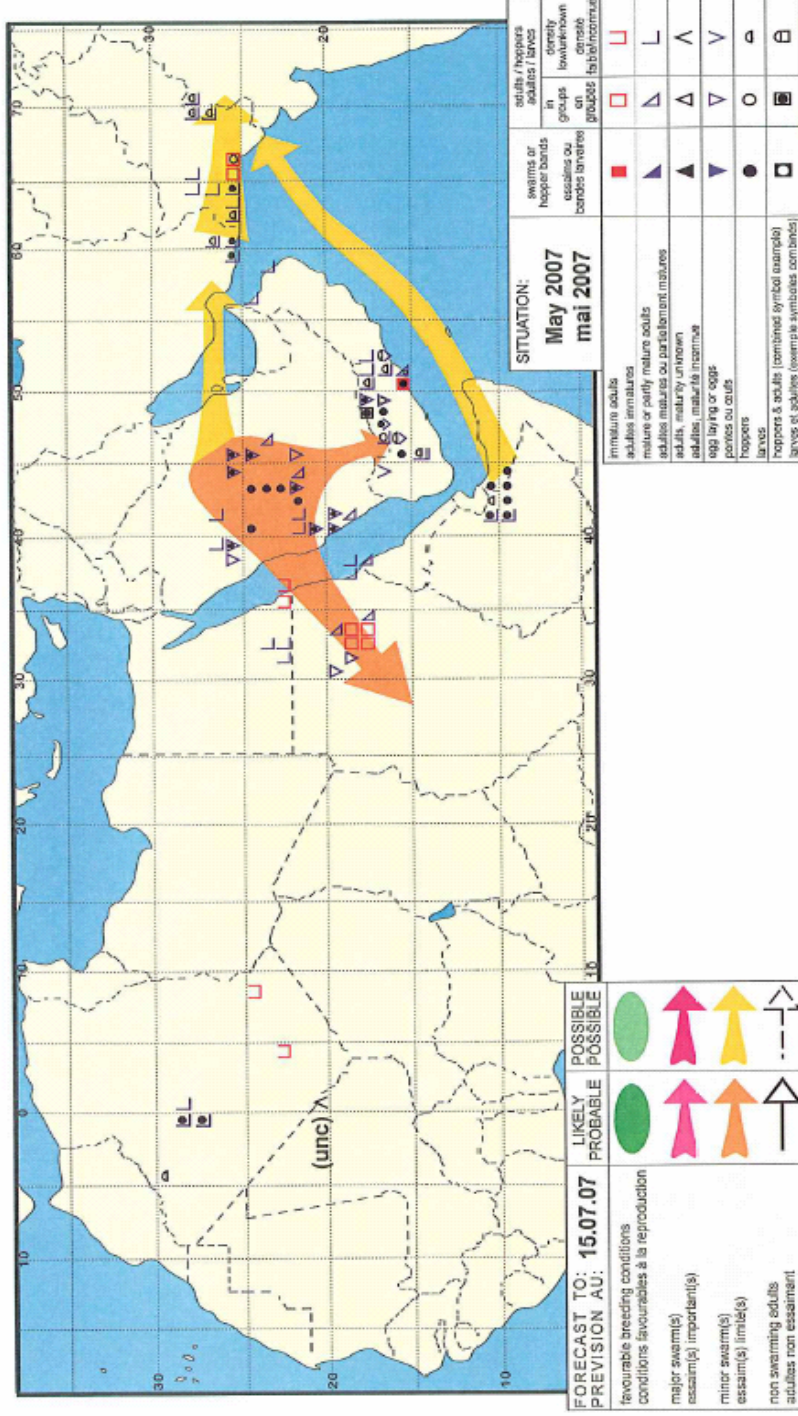 30
20
10
10
0
10
20
30
40
50
60
70
30
20
10
20
(unc)
FORECAST TO:
PREVISION AU:
15.07.07
LIKELY
PROBABLE
POSSIBLE
POSSIBLE
favourable breeding conditions
conditions favourables à la reproduction
major swarm(s)
essaim(s) important(s)
minor swarm(s)
essaim(s) limité(s)
non swarming adults
adultes non essaimant
SITUATION:
May 2007
mai 2007
swarms or
hopper bands
essaims ou
bandes larvaires
adults / hoppers
adultes / larves
in
groups
en
groupes
density
low/unknown
densité
faible/inconnue
immature adults
adultes immatures
mature or partly mature adults
adultes matures ou partiellement matures
adults, maturity unknown
adultes, maturité inconnue
egg laying or eggs
pontes ou œufs
hoppers
larves
hoppers & adults (combined symbol example)
larves et adultes (exemple symboles combinés)